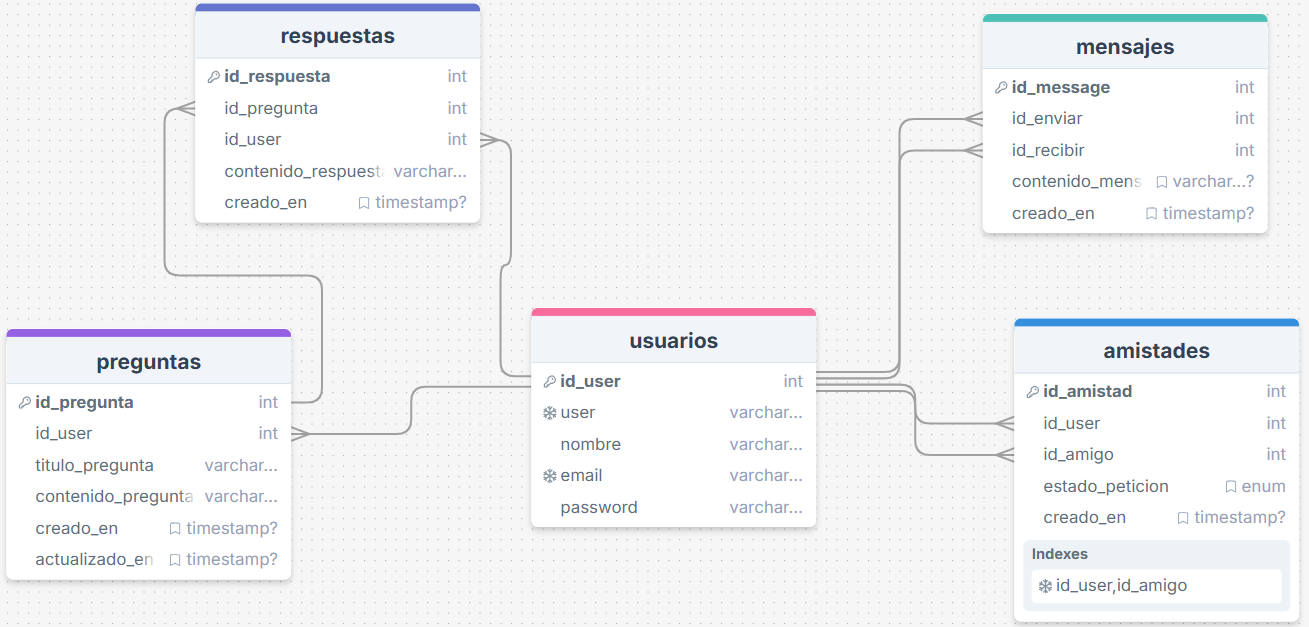 respuestas
id_respuesta int
id_pregunta int
id_user int
contenido_respuest varchar...
creado_en timestamp?
mensajes
id_message int
id_enviar int
id_recibir int
contenido_mens varchar...?
creado_en timestamp?
preguntas
id_pregunta int
id_user int
titulo_pregunta varchar...
contenido_pregunta varchar...
creado_en timestamp?
actualizado_en timestamp?
usuarios
id_user int
user varchar...
nombre varchar...
email varchar...
password varchar...
amistades
id_amistad int
id_user int
id_amigo int
estado_peticion enum
creado_en timestamp?
Indexes
id_user,id_amigo